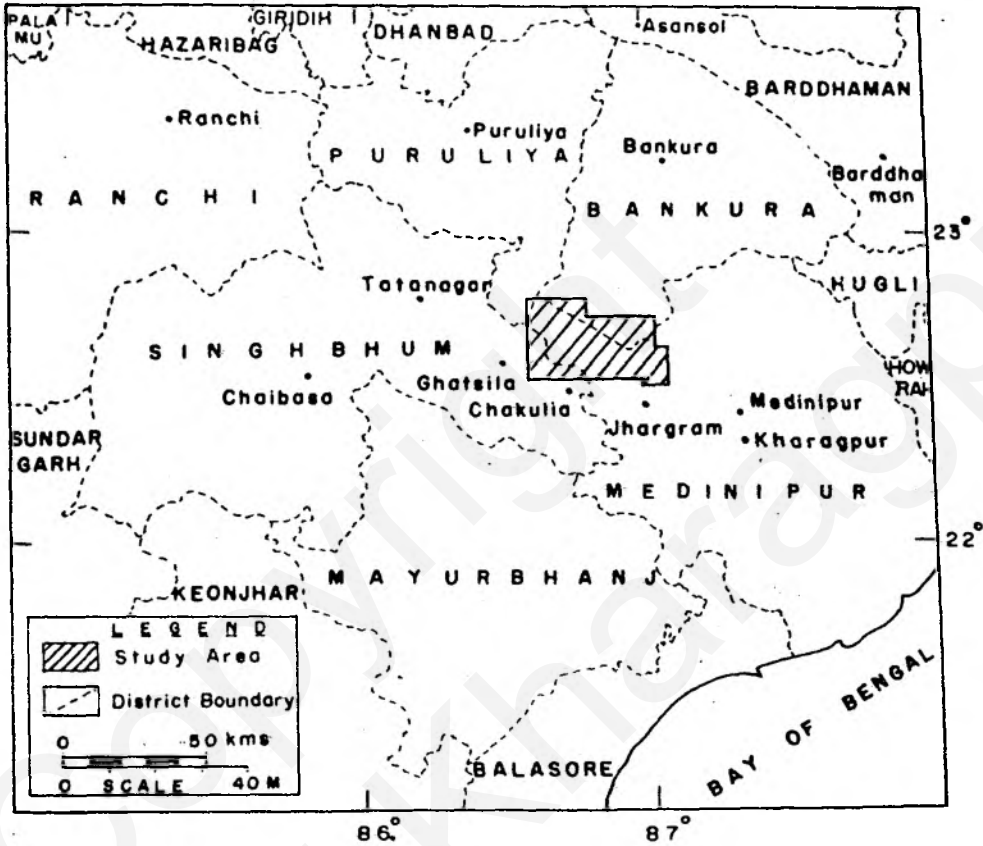 PALA
MU
GIRIDIH
HAZARIBAG
DHANBAD
Asansol
BARDDHAMAN
Ranchi
Puruliya
PURULIYA
Bankura
Barddha
man
RANCHI
BANKURA
23°
HUGLI
Tatanagar
SINGHBHUM
HOW
RAH
Ghatsila
Chaibasa
Chakulia
Jhargram
Medinipur
Kharagpur
SUNDAR
GARH
MEDINIPUR
22°
MAYURBHANJ
KEONJHAR
LEGEND
Study Area
District Boundary
0 50 kms
0 SCALE 40 M
BALASORE
BAY OF BENGAL
86° 87°
copyright
Kharagp